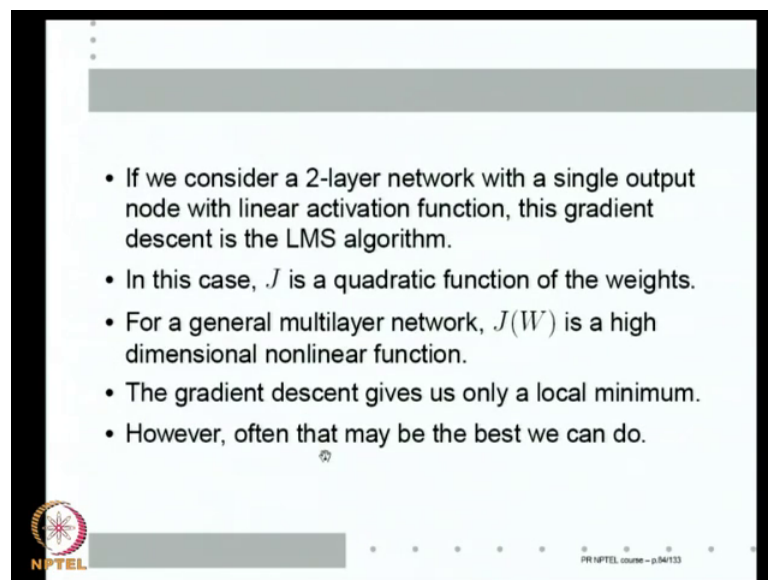 • If we consider a 2-layer network with a single output
node with linear activation function, this gradient
descent is the LMS algorithm.
• In this case, J is a quadratic function of the weights.
• For a general multilayer network, J(W) is a high
dimensional nonlinear function.
• The gradient descent gives us only a local minimum.
• However, often that may be the best we can do.
NPTEL
PR NPTEL course – p.84/133